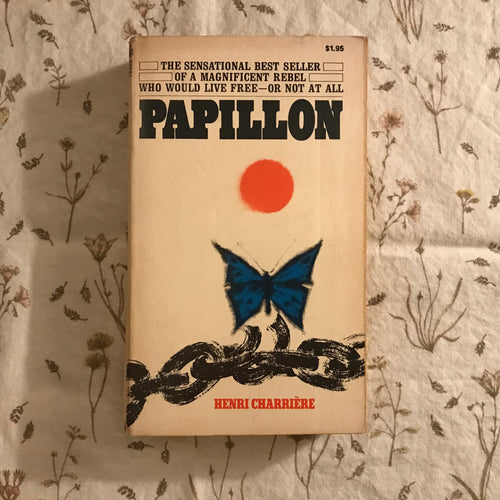 $1.95
THE SENSATIONAL BEST SELLER
OF A MAGNIFICENT REBEL
WHO WOULD LIVE FREE—OR NOT AT ALL
PAPILLON
HENRI CHARRIÈRE